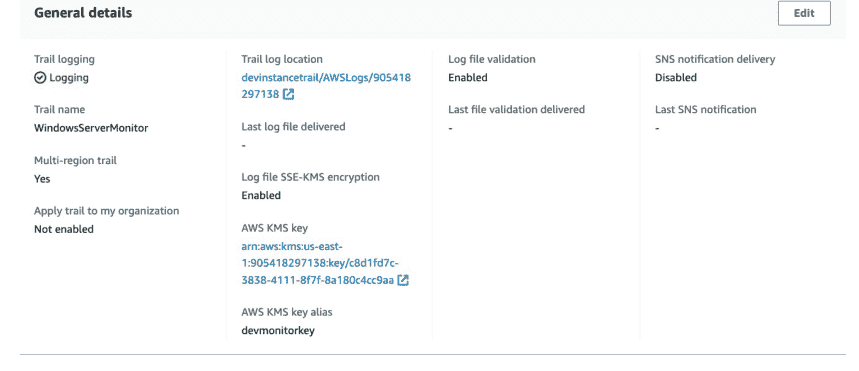 General details
Edit
Trail logging
Logging
Trail name
WindowsServerMonitor
Multi-region trail
Yes
Apply trail to my organization
Not enabled
Trail log location
devinstancetrail/AWSLogs/905418
297138
Last log file delivered
-
Log file SSE-KMS encryption
Enabled
AWS KMS key
arn:aws:kms:us-east-
1:905418297138:key/c8d1fd7c-
3838-4111-8f7f-8a180c4cc9aa
AWS KMS key alias
devmonitorkey
Log file validation
Enabled
Last file validation delivered
-
SNS notification delivery
Disabled
Last SNS notification
-